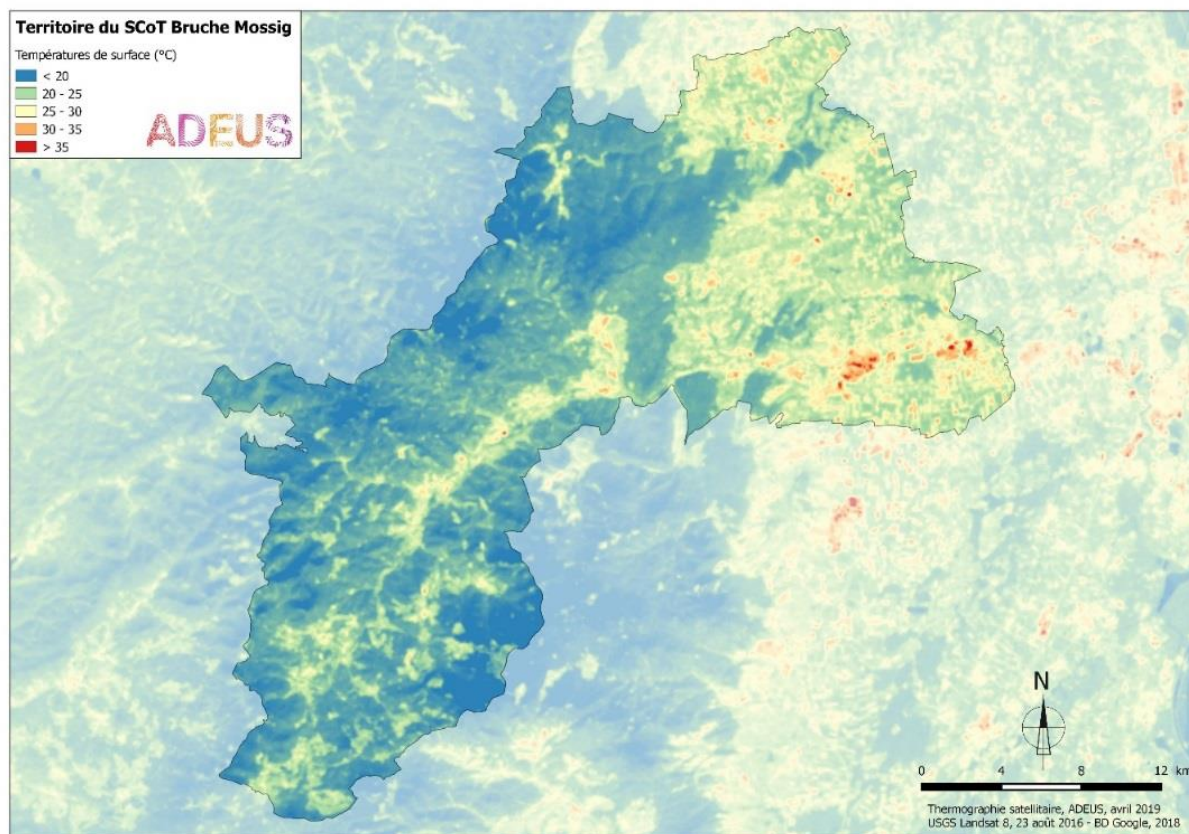 Territoire du SCoT Bruche Mossig
Températures de surface (°C)
< 20
20 - 25
25 - 30
30 - 35
> 35
ADEUS
N
0 4 8 12 km
Thermographie satellitaire, ADEUS, avril 2019
USGS Landsat 8, 23 août 2016 - BD Google, 2018